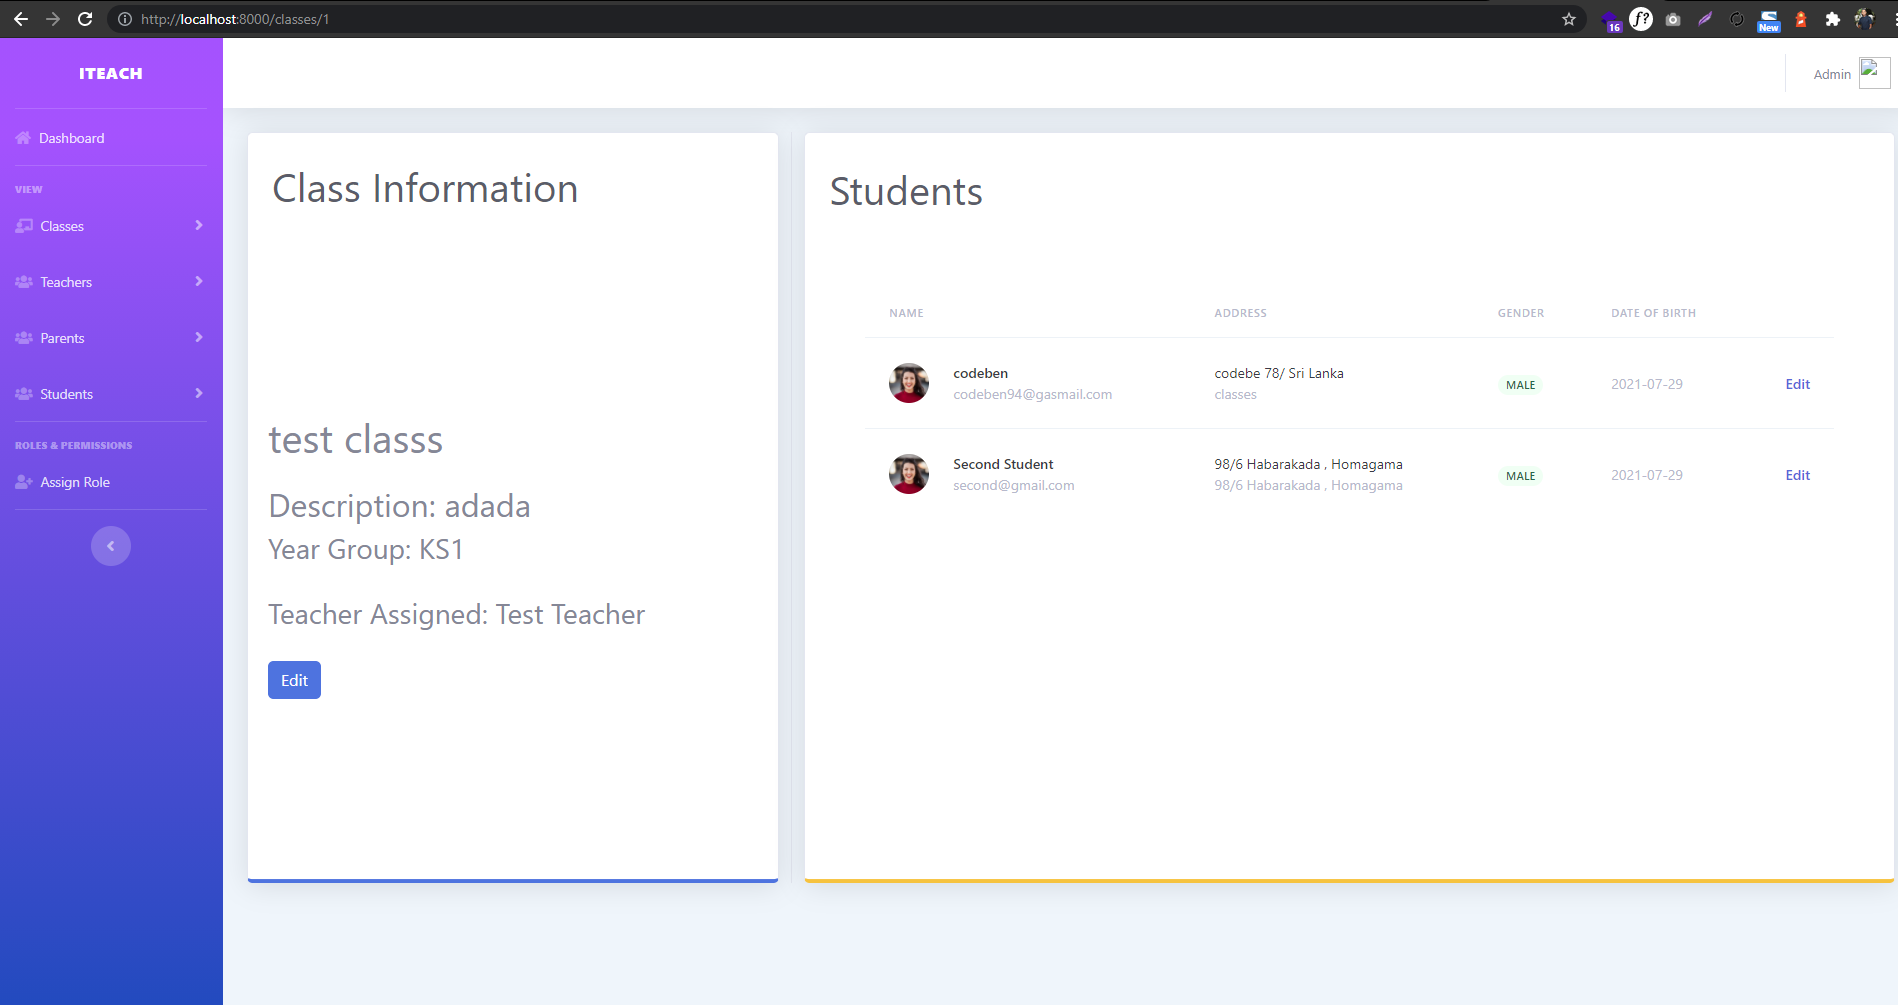 http://localhost:8000/classes/1
f?
16
New
ITEACH
Admin
Dashboard
VIEW
Classes
Teachers
Parents
Students
ROLES & PERMISSIONS
Assign Role
Class Information
test classs
Description: adada
Year Group: KS1
Teacher Assigned: Test Teacher
Edit
Students
NAME ADDRESS GENDER DATE OF BIRTH
codeben codebe 78/ Sri Lanka
MALE 2021-07-29 Edit
codeben94@gasmail.com classes
Second Student 98/6 Habarakada , Homagama
MALE 2021-07-29 Edit
second@gmail.com 98/6 Habarakada , Homagama